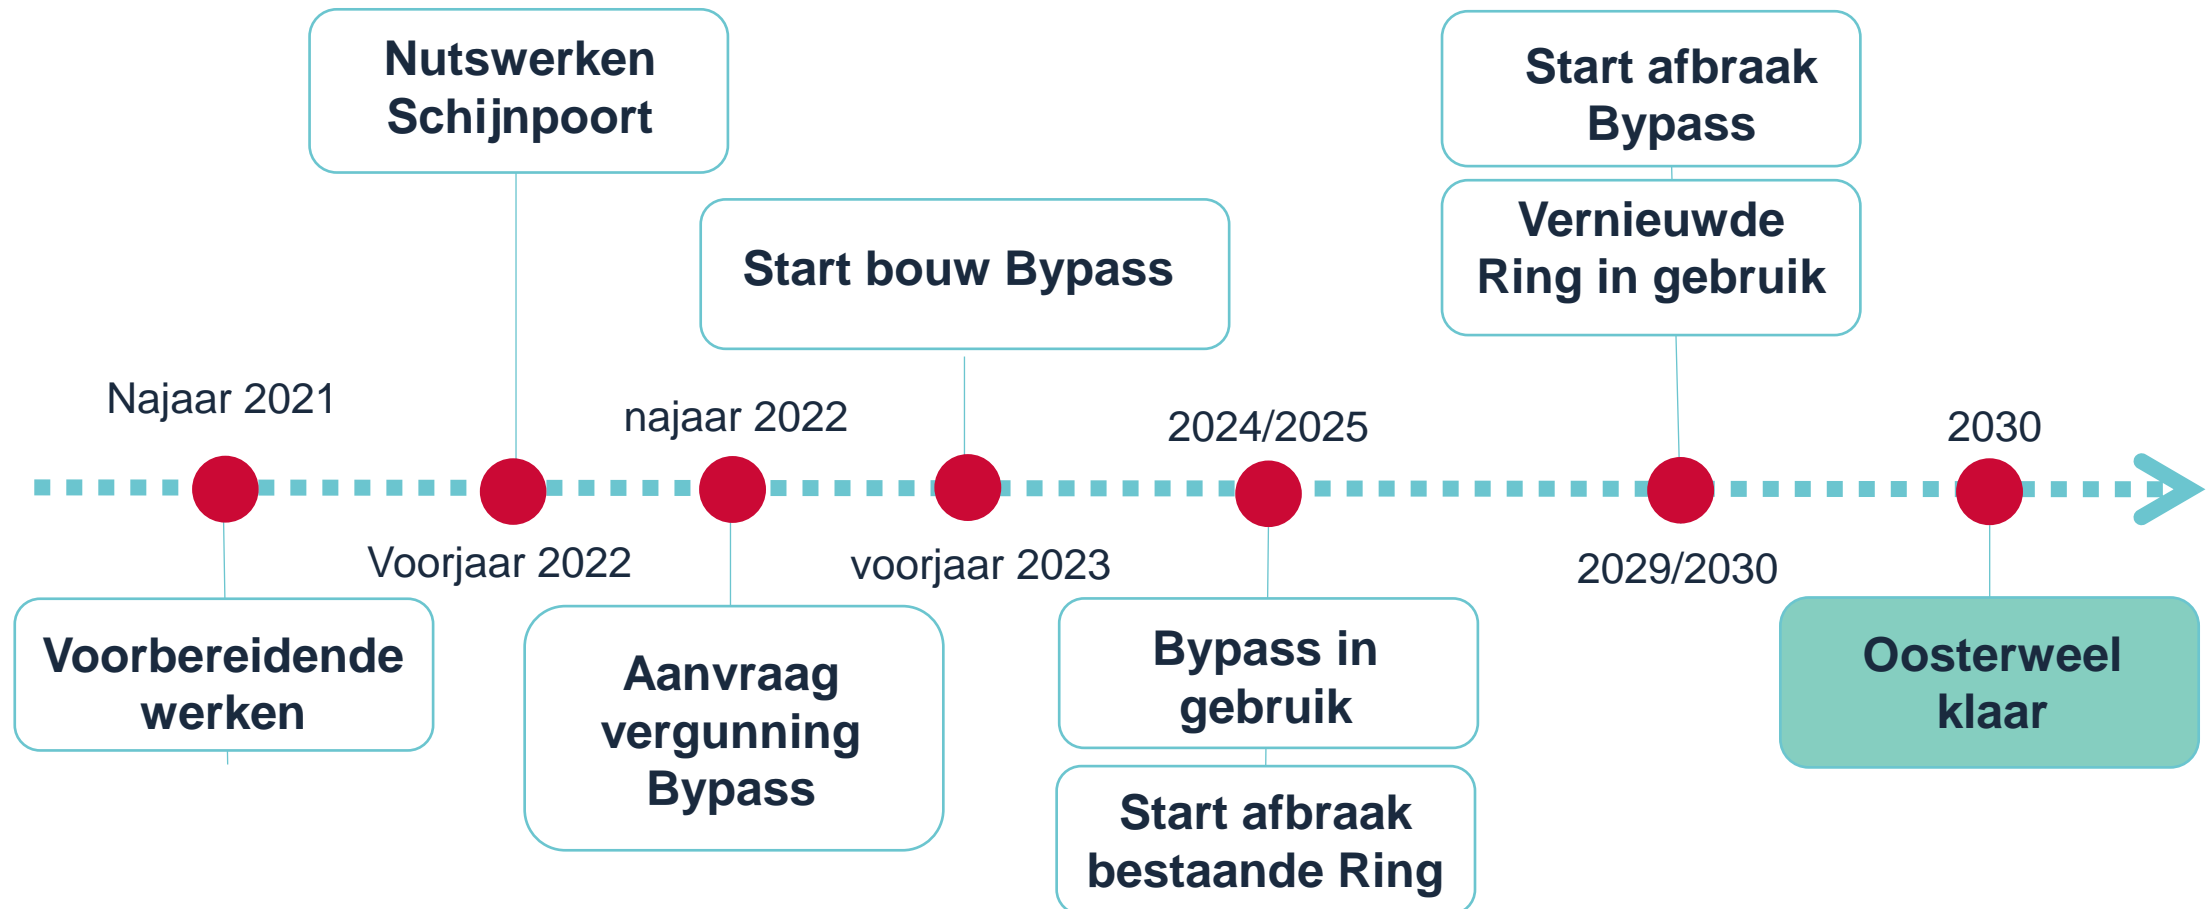 Nutswerken
Schijnpoort
Start afbraak
Bypass
Vernieuwde
Ring in gebruik
Start bouw Bypass
Najaar 2021
najaar 2022
2024/2025
2030
Voorjaar 2022
voorjaar 2023
2029/2030
Voorbereidende
werken
Aanvraag
vergunning
Bypass
Bypass in
gebruik
Start afbraak
bestaande Ring
Oosterweel
klaar